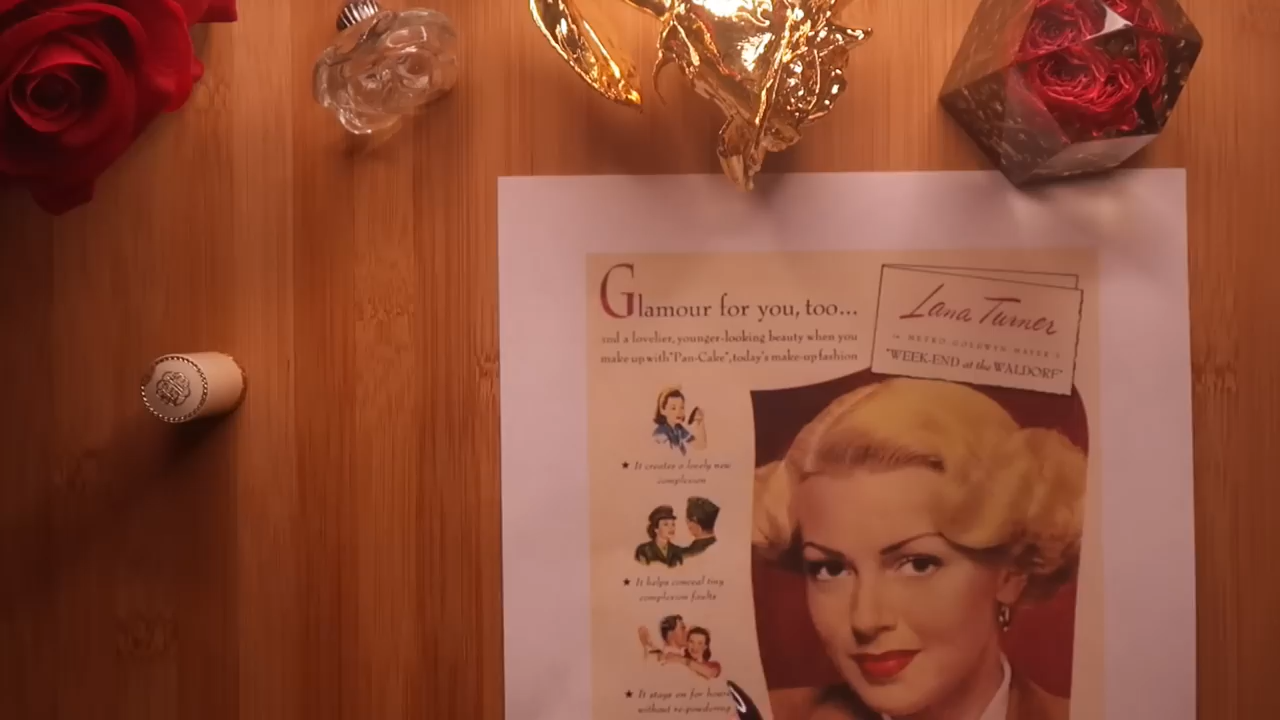 Glamour for you, too...
and a lovelier, younger-looking beauty when you
make up with "Pan-Cake", today's make-up fashion
Lana Turner
IN METRO-GOLDWYN-MAYER'S
"WEEK-END at the WALDORF"
★ It creates a lovely new
complexion
★ It helps conceal tiny
complexion faults
★ It stays on for hours
without re-powdering